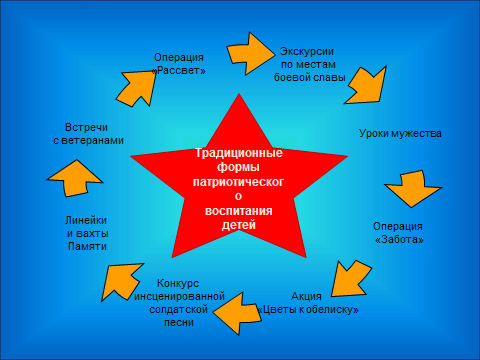 Традиционные
формы
патриотическог
о
воспитания
детей
Операция
«Рассвет»
Экскурсии
по местам
боевой славы
Уроки мужества
Операция
«Забота»
Акция
«Цветы к обелиску»
Конкурс
инсценированной
солдатской
песни
Линейки
и вахты
Памяти
Встречи
с ветеранами